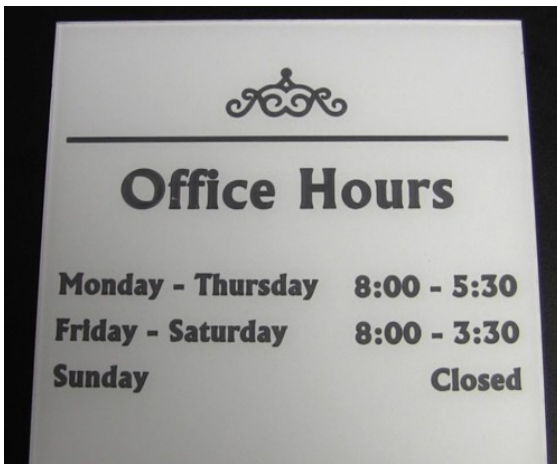 Office Hours
Monday - Thursday 8:00 - 5:30
Friday - Saturday 8:00 - 3:30
Sunday Closed